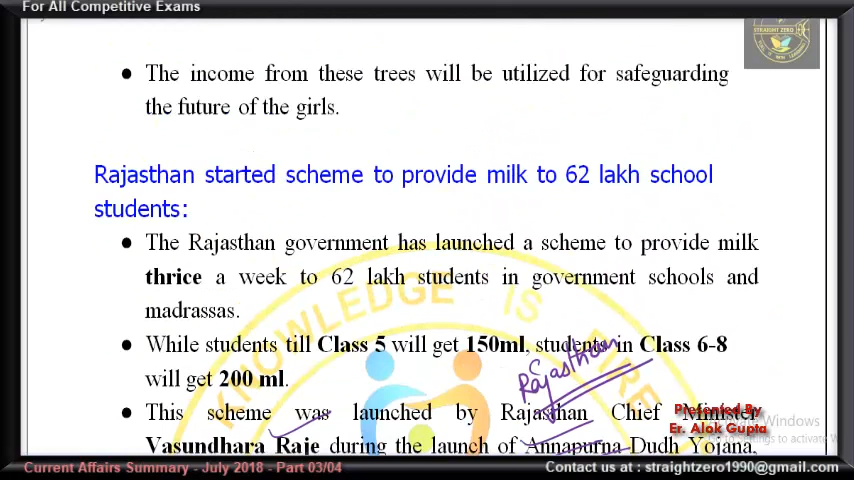 For All Competitive Exams
STRAIGHT ZERO
• The income from these trees will be utilized for safeguarding
the future of the girls.
Rajasthan started scheme to provide milk to 62 lakh school
students:
• The Rajasthan government has launched a scheme to provide milk
thrice a week to 62 lakh students in government schools and
madrassas.
• While students till Class 5 will get 150ml, students in Class 6-8
will get 200 ml.
Rajasthan
• This scheme was launched by Rajasthan Chief Minister
Vasundhara Raje during the launch of Annapurna Dudh Yojana,
KNOWLEDGE IS
Presented By
Er. Alok Gupta
Current Affairs Summary - July 2018 - Part 03/04
Contact us at : straightzero1990@gmail.com